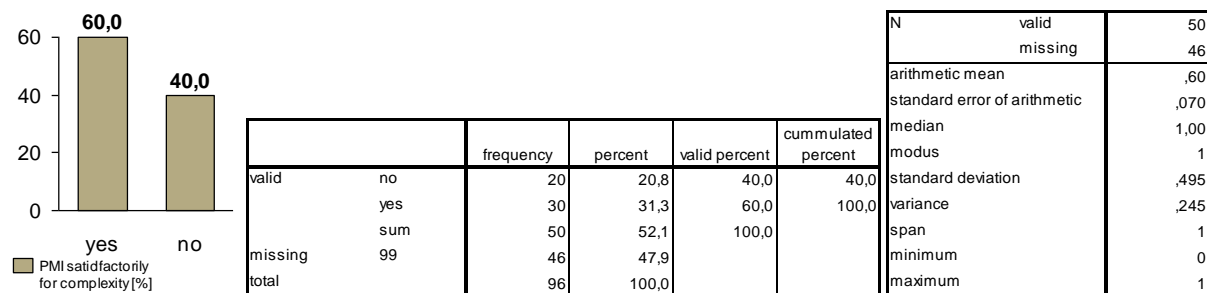 60,0
40,0
60
40
20
0
yes no
PMI satidfactorily
for complexity [%]
frequency percent valid percent cummulated percent
valid no 20 20,8 40,0 40,0
yes 30 31,3 60,0 100,0
sum 50 52,1 100,0
missing 99 46 47,9
total 96 100,0
N valid 50
missing 46
arithmetic mean ,60
standard error of arithmetic ,070
median 1,00
modus 1
standard deviation ,495
variance ,245
span 1
minimum 0
maximum 1